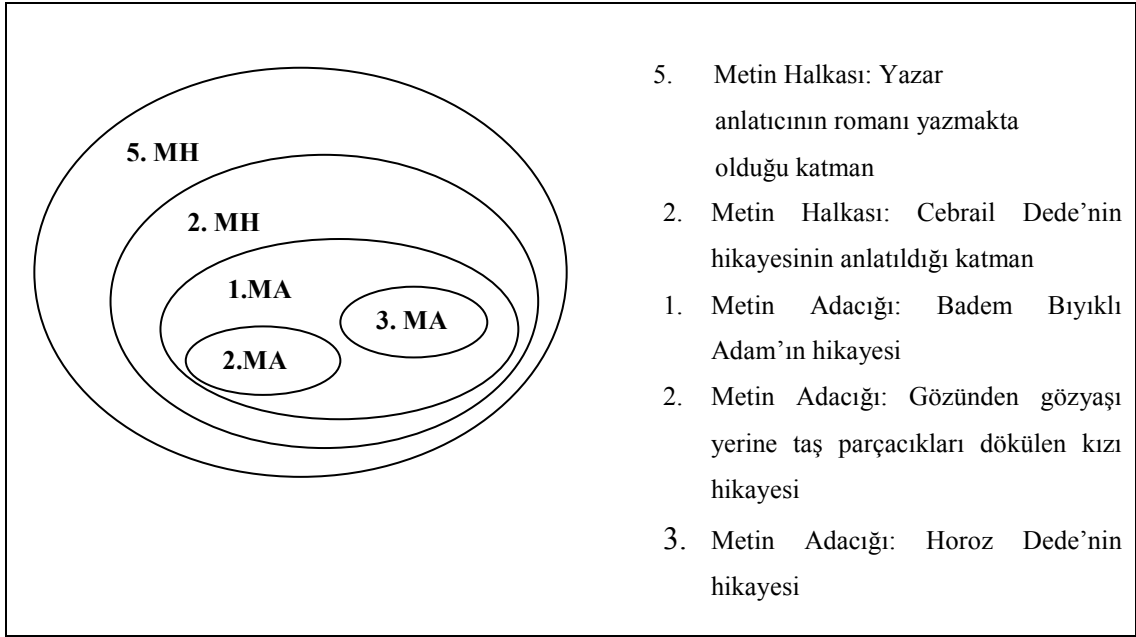 5. MH
2. MH
1.MA
3. MA
2.MA
5. Metin Halkası: Yazar
anlatıcının romanı yazmakta
olduğu katman
2. Metin Halkası: Cebrail Dede’nin
hikayesinin anlatıldığı katman
1. Metin Adacığı: Badem Bıyıklı
Adam’ın hikayesi
2. Metin Adacığı: Gözünden gözyaşı
yerine taş parçacıkları dökülen kızı
hikayesi
3. Metin Adacığı: Horoz Dede’nin
hikayesi